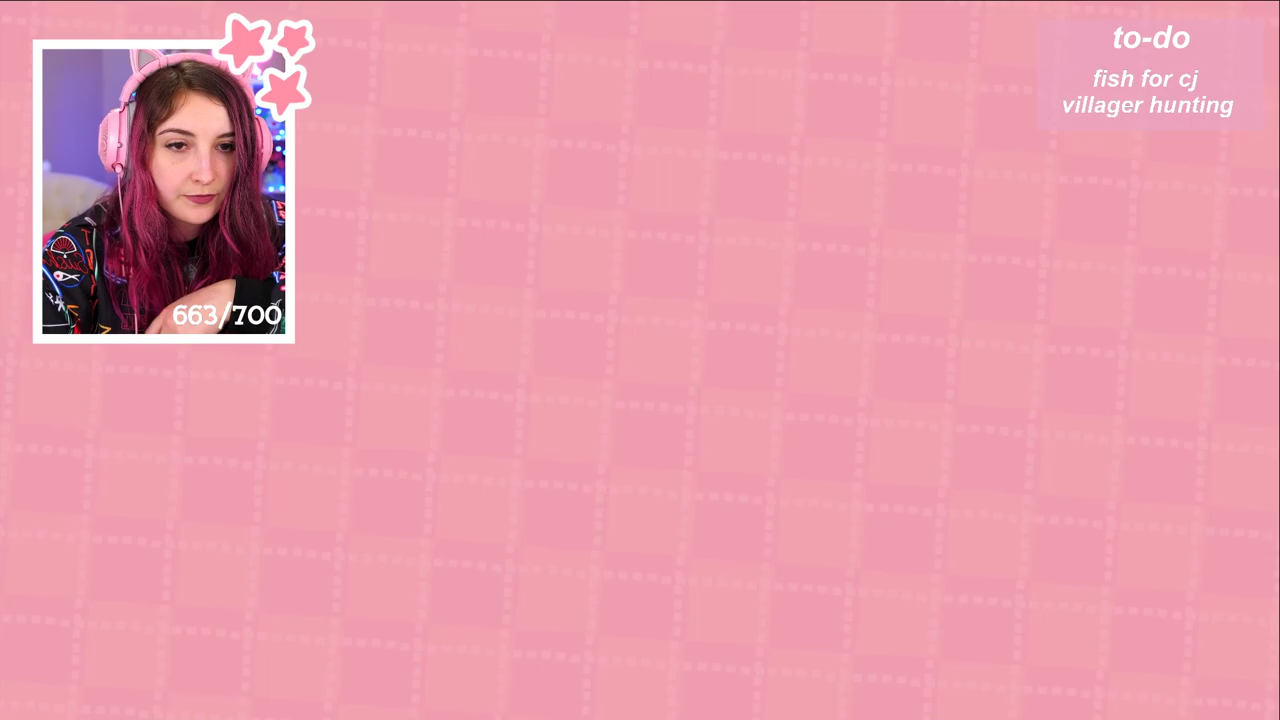 to-do
fish for cj
villager hunting
663/700